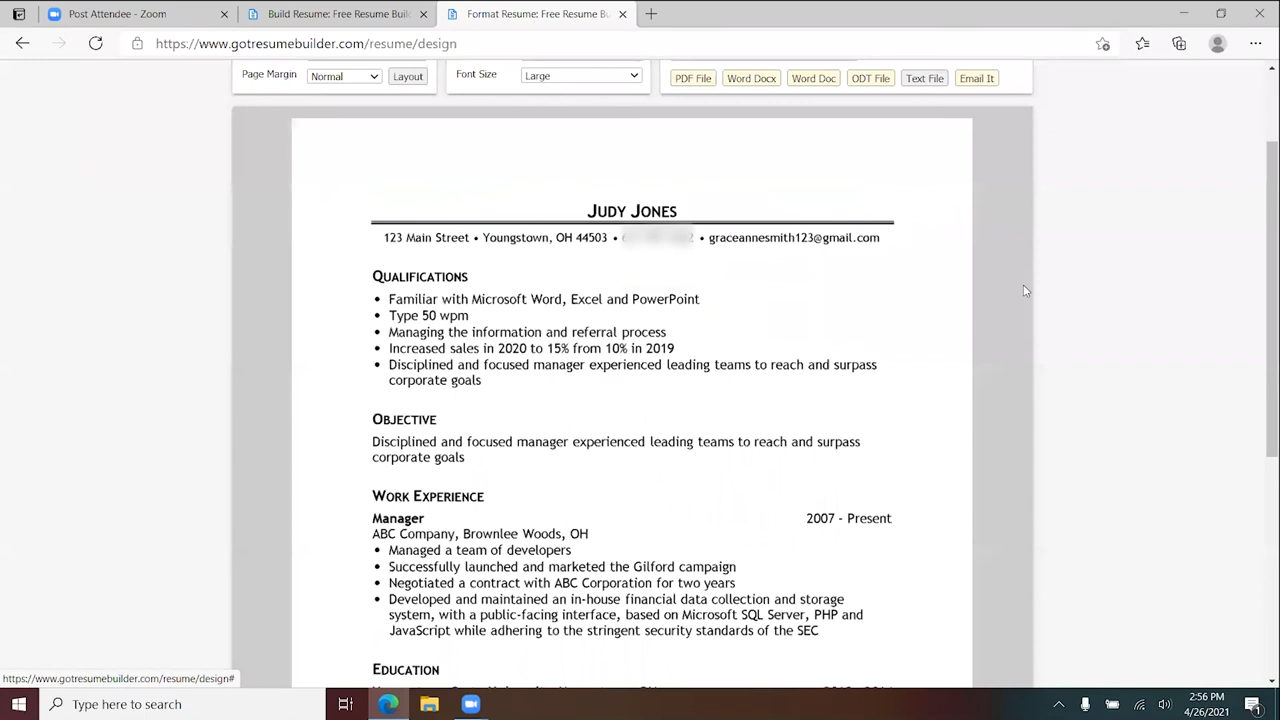 Post Attendee - Zoom
Build Resume: Free Resume Buil
Format Resume: Free Resume Bu
https://www.gotresumebuilder.com/resume/design
Page Margin Normal Layout Font Size Large PDF File Word Docx Word Doc ODT File Text File Email It
JUDY JONES
123 Main Street • Youngstown, OH 44503 • • graceannesmith123@gmail.com
QUALIFICATIONS
• Familiar with Microsoft Word, Excel and PowerPoint
• Type 50 wpm
• Managing the information and referral process
• Increased sales in 2020 to 15% from 10% in 2019
• Disciplined and focused manager experienced leading teams to reach and surpass
corporate goals
OBJECTIVE
Disciplined and focused manager experienced leading teams to reach and surpass
corporate goals
WORK EXPERIENCE
Manager 2007 - Present
ABC Company, Brownlee Woods, OH
• Managed a team of developers
• Successfully launched and marketed the Gilford campaign
• Negotiated a contract with ABC Corporation for two years
• Developed and maintained an in-house financial data collection and storage
system, with a public-facing interface, based on Microsoft SQL Server, PHP and
JavaScript while adhering to the stringent security standards of the SEC
EDUCATION
https://www.gotresumebuilder.com/resume/design#
Type here to search
2:56 PM
4/26/2021